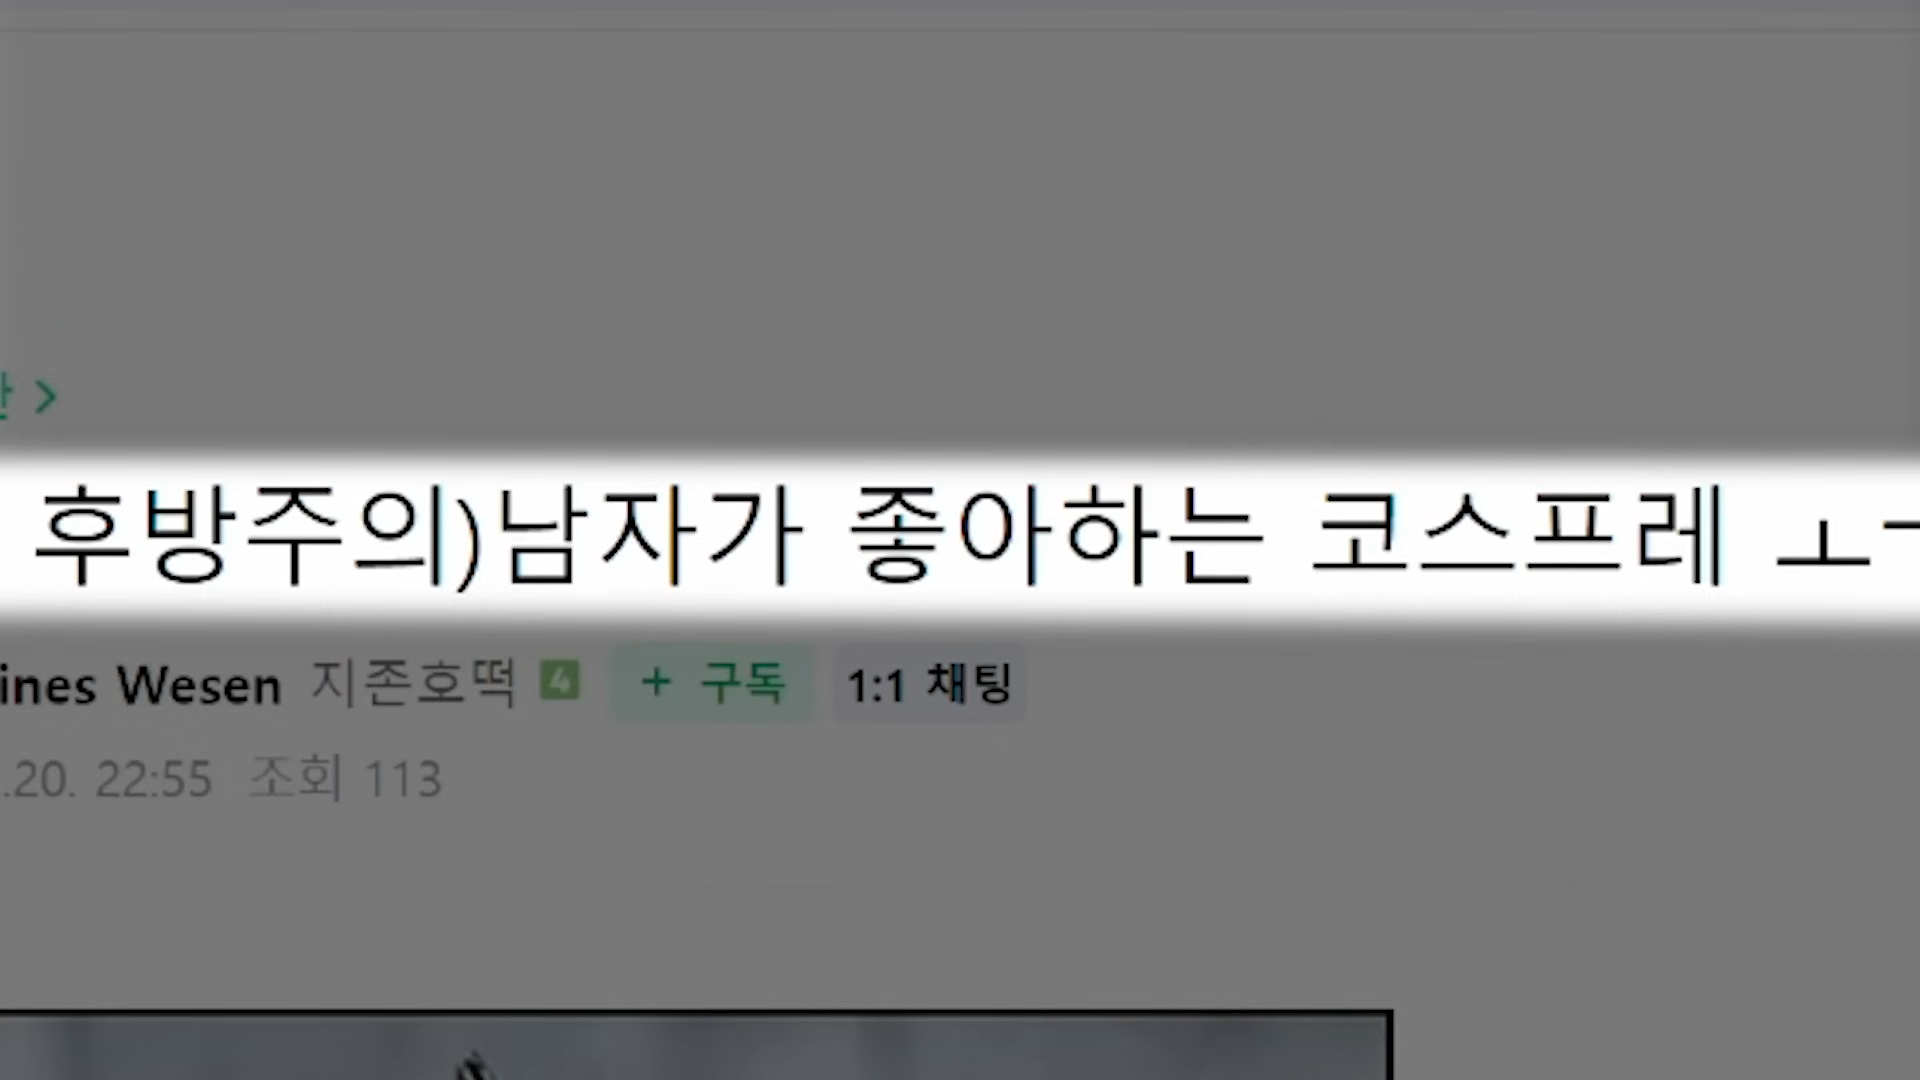 >
후방주의)남자가 좋아하는 코스프레 ㅗㅜ
ines Wesen 지존호떡 4 + 구독 1:1 채팅
.20. 22:55 조회 113